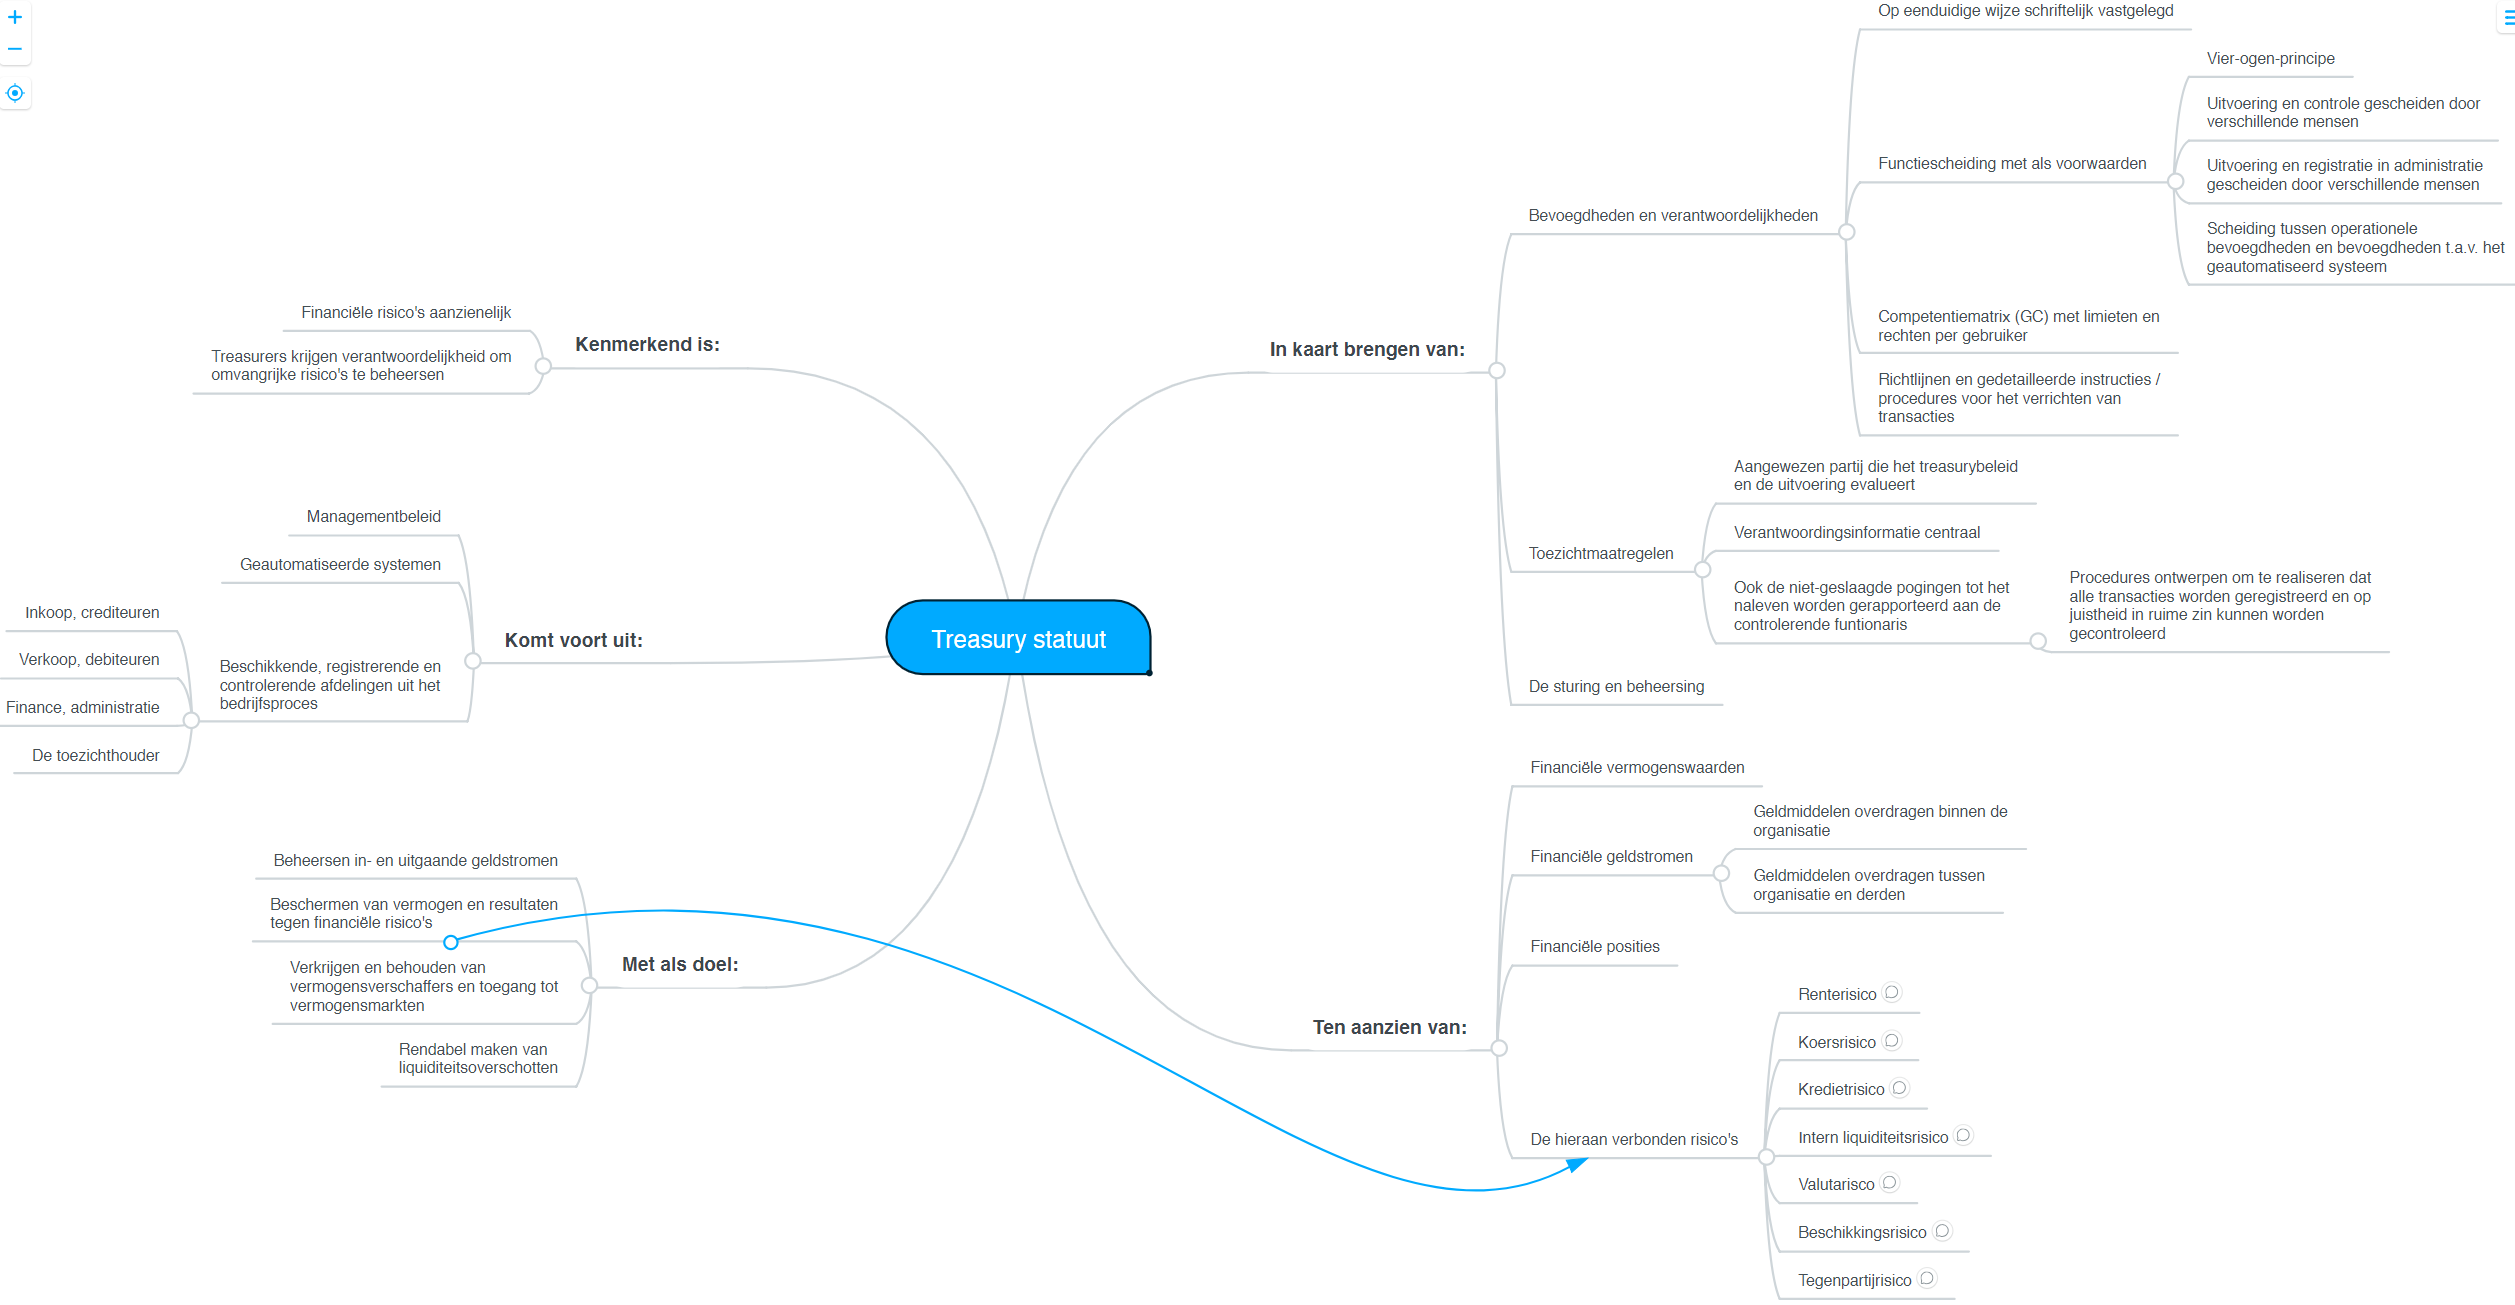 Treasury statuut
Kenmerkend is:
Financiële risico's aanzienelijk
Treasurers krijgen verantwoordelijkheid om
omvangrijke risico's te beheersen
Komt voort uit:
Managementbeleid
Geautomatiseerde systemen
Beschikkende, registrerende en
controlerende afdelingen uit het
bedrijfsproces
Inkoop, crediteuren
Verkoop, debiteuren
Finance, administratie
De toezichthouder
Met als doel:
Beheersen in- en uitgaande geldstromen
Beschermen van vermogen en resultaten
tegen financiële risico's
Verkrijgen en behouden van
vermogensverschaffers en toegang tot
vermogensmarkten
Rendabel maken van
liquiditeitsoverschotten
In kaart brengen van:
Bevoegdheden en verantwoordelijkheden
Op eenduidige wijze schriftelijk vastgelegd
Functiescheiding met als voorwaarden
Vier-ogen-principe
Uitvoering en controle gescheiden door
verschillende mensen
Uitvoering en registratie in administratie
gescheiden door verschillende mensen
Scheiding tussen operationele
bevoegdheden en bevoegdheden t.a.v. het
geautomatiseerd systeem
Competentiematrix (GC) met limieten en
rechten per gebruiker
Richtlijnen en gedetailleerde instructies /
procedures voor het verrichten van
transacties
Toezichtmaatregelen
Aangewezen partij die het treasurybeleid
en de uitvoering evalueert
Verantwoordingsinformatie centraal
Ook de niet-geslaagde pogingen tot het
naleven worden gerapporteerd aan de
controlerende funtionaris
Procedures ontwerpen om te realiseren dat
alle transacties worden geregistreerd en op
juistheid in ruime zin kunnen worden
gecontroleerd
De sturing en beheersing
Ten aanzien van:
Financiële vermogenswaarden
Financiële geldstromen
Geldmiddelen overdragen binnen de
organisatie
Geldmiddelen overdragen tussen
organisatie en derden
Financiële posities
De hieraan verbonden risico's
Renterisico
Koersrisico
Kredietrisico
Intern liquiditeitsrisico
Valutarisco
Beschikkingsrisico
Tegenpartijrisico